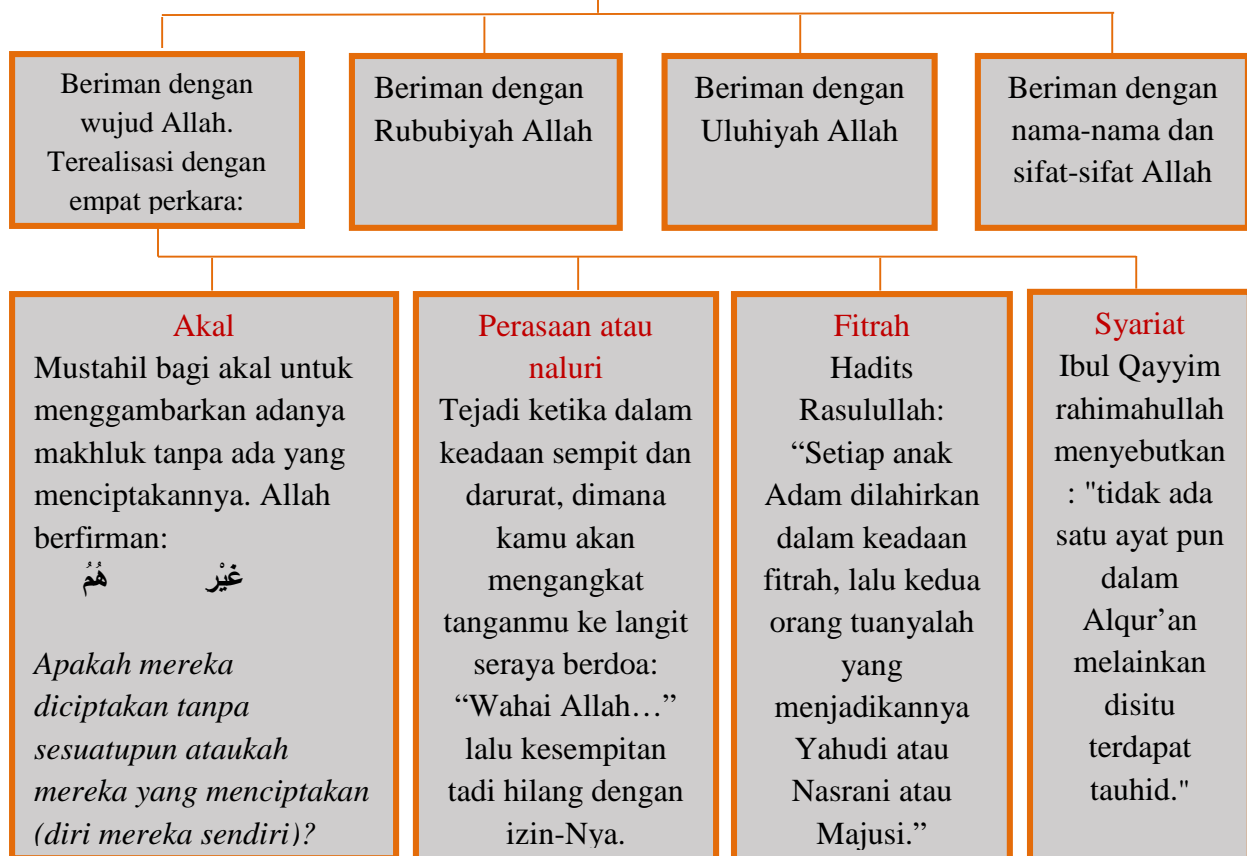 Beriman dengan
wujud Allah.
Terealisasi dengan
empat perkara:
Beriman dengan
Rububiyah Allah
Beriman dengan
Uluhiyah Allah
Beriman dengan
nama-nama dan
sifat-sifat Allah
Akal
Mustahil bagi akal untuk
menggambarkan adanya
makhluk tanpa ada yang
menciptakannya. Allah
berfirman:
غَيْر هُمُ
Apakah mereka
diciptakan tanpa
sesuatupun ataukah
mereka yang menciptakan
(diri mereka sendiri)?
Perasaan atau
naluri
Tejadi ketika dalam
keadaan sempit dan
darurat, dimana
kamu akan
mengangkat
tanganmu ke langit
seraya berdoa:
“Wahai Allah…”
lalu kesempitan
tadi hilang dengan
izin-Nya.
Fitrah
Hadits
Rasulullah:
“Setiap anak
Adam dilahirkan
dalam keadaan
fitrah, lalu kedua
orang tuanyalah
yang
menjadikannya
Yahudi atau
Nasrani atau
Majusi.”
Syariat
Ibul Qayyim
rahimahullah
menyebutkan
: "tidak ada
satu ayat pun
dalam
Alqur’an
melainkan
disitu
terdapat
tauhid."